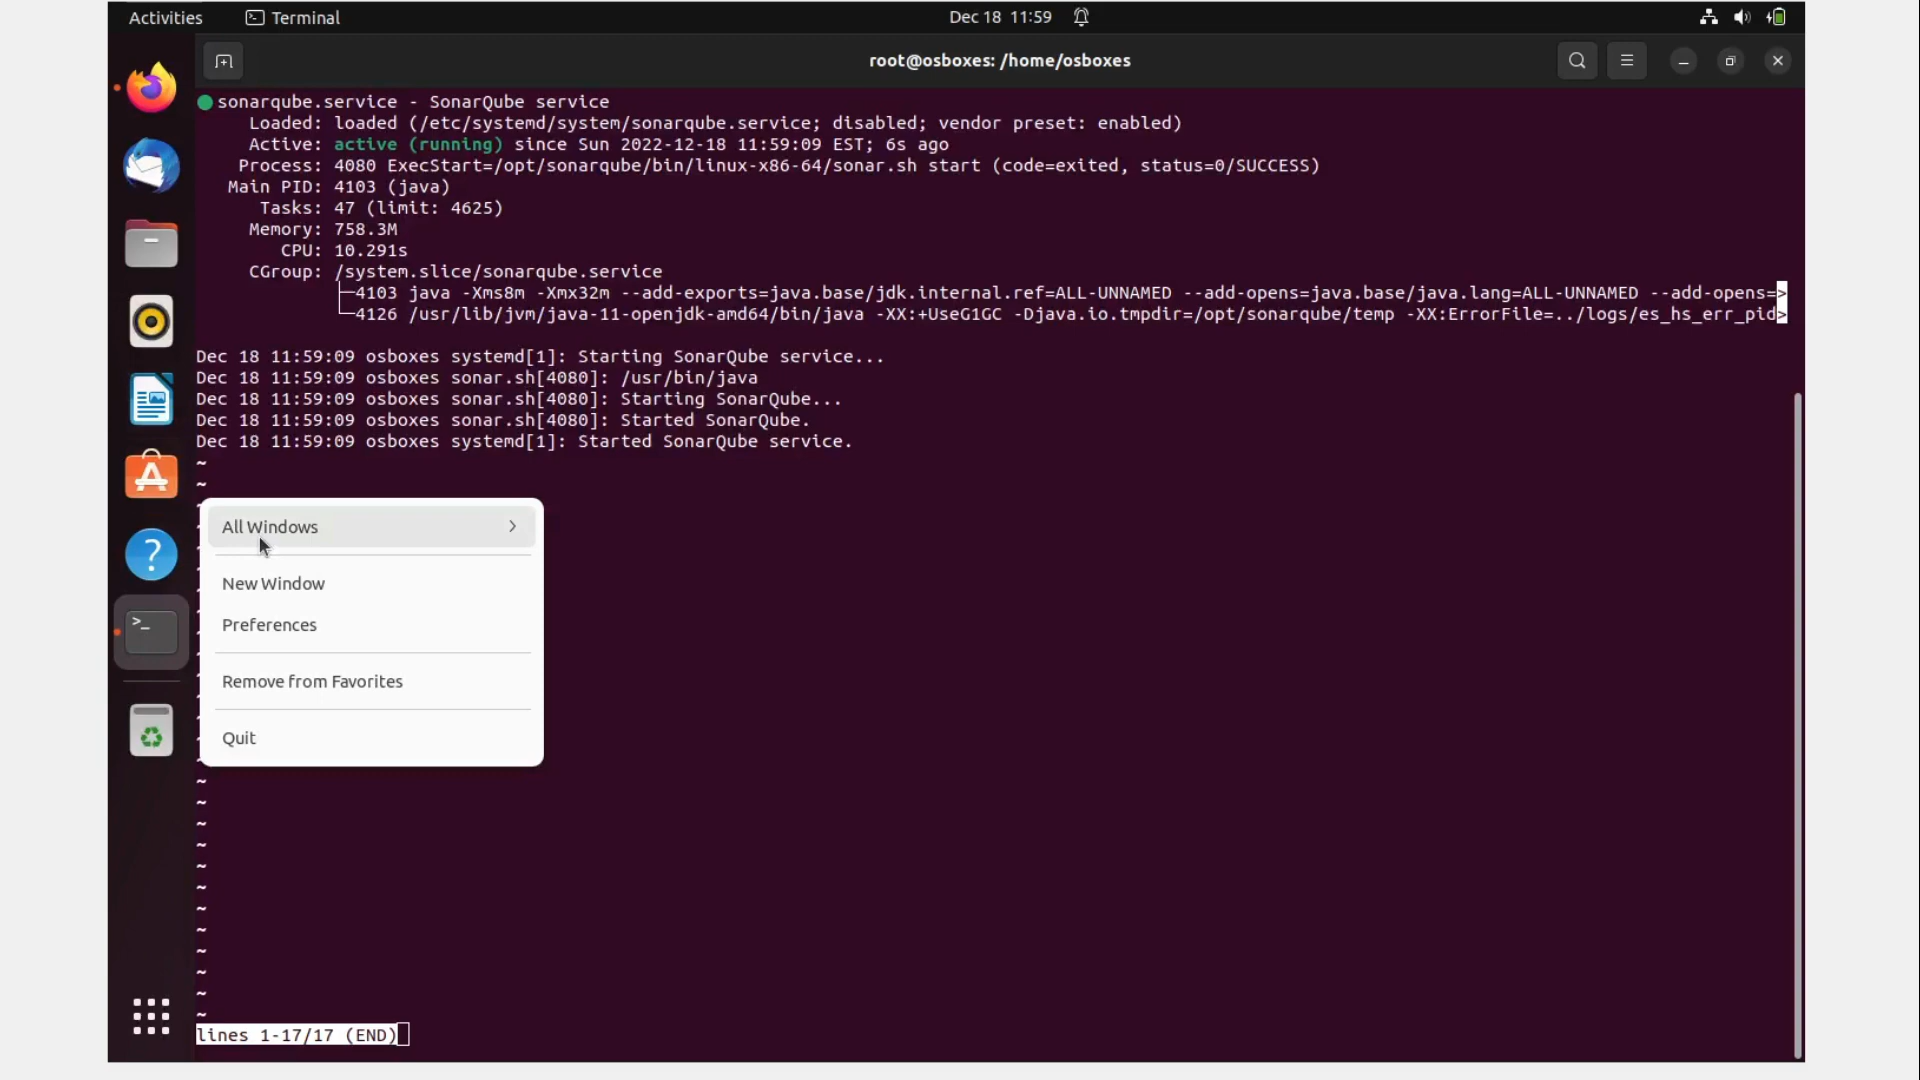 Activities Terminal Dec 18 11:59
root@osboxes: /home/osboxes
sonarqube.service - SonarQube service
Loaded: loaded (/etc/systemd/system/sonarqube.service; disabled; vendor preset: enabled)
Active: active (running) since Sun 2022-12-18 11:59:09 EST; 6s ago
Process: 4080 ExecStart=/opt/sonarqube/bin/linux-x86-64/sonar.sh start (code=exited, status=0/SUCCESS)
Main PID: 4103 (java)
Tasks: 47 (limit: 4625)
Memory: 758.3M
CPU: 10.291s
CGroup: /system.slice/sonarqube.service
├─4103 java -Xms8m -Xmx32m --add-exports=java.base/jdk.internal.ref=ALL-UNNAMED --add-opens=java.base/java.lang=ALL-UNNAMED --add-opens=>
└─4126 /usr/lib/jvm/java-11-openjdk-amd64/bin/java -XX:+UseG1GC -Djava.io.tmpdir=/opt/sonarqube/temp -XX:ErrorFile=../logs/es_hs_err_pid>
Dec 18 11:59:09 osboxes systemd[1]: Starting SonarQube service...
Dec 18 11:59:09 osboxes sonar.sh[4080]: /usr/bin/java
Dec 18 11:59:09 osboxes sonar.sh[4080]: Starting SonarQube...
Dec 18 11:59:09 osboxes sonar.sh[4080]: Started SonarQube.
Dec 18 11:59:09 osboxes systemd[1]: Started SonarQube service.
~
~
All Windows
New Window
Preferences
Remove from Favorites
Quit
~
~
~
~
~
~
~
~
~
~
~
~
lines 1-17/17 (END)